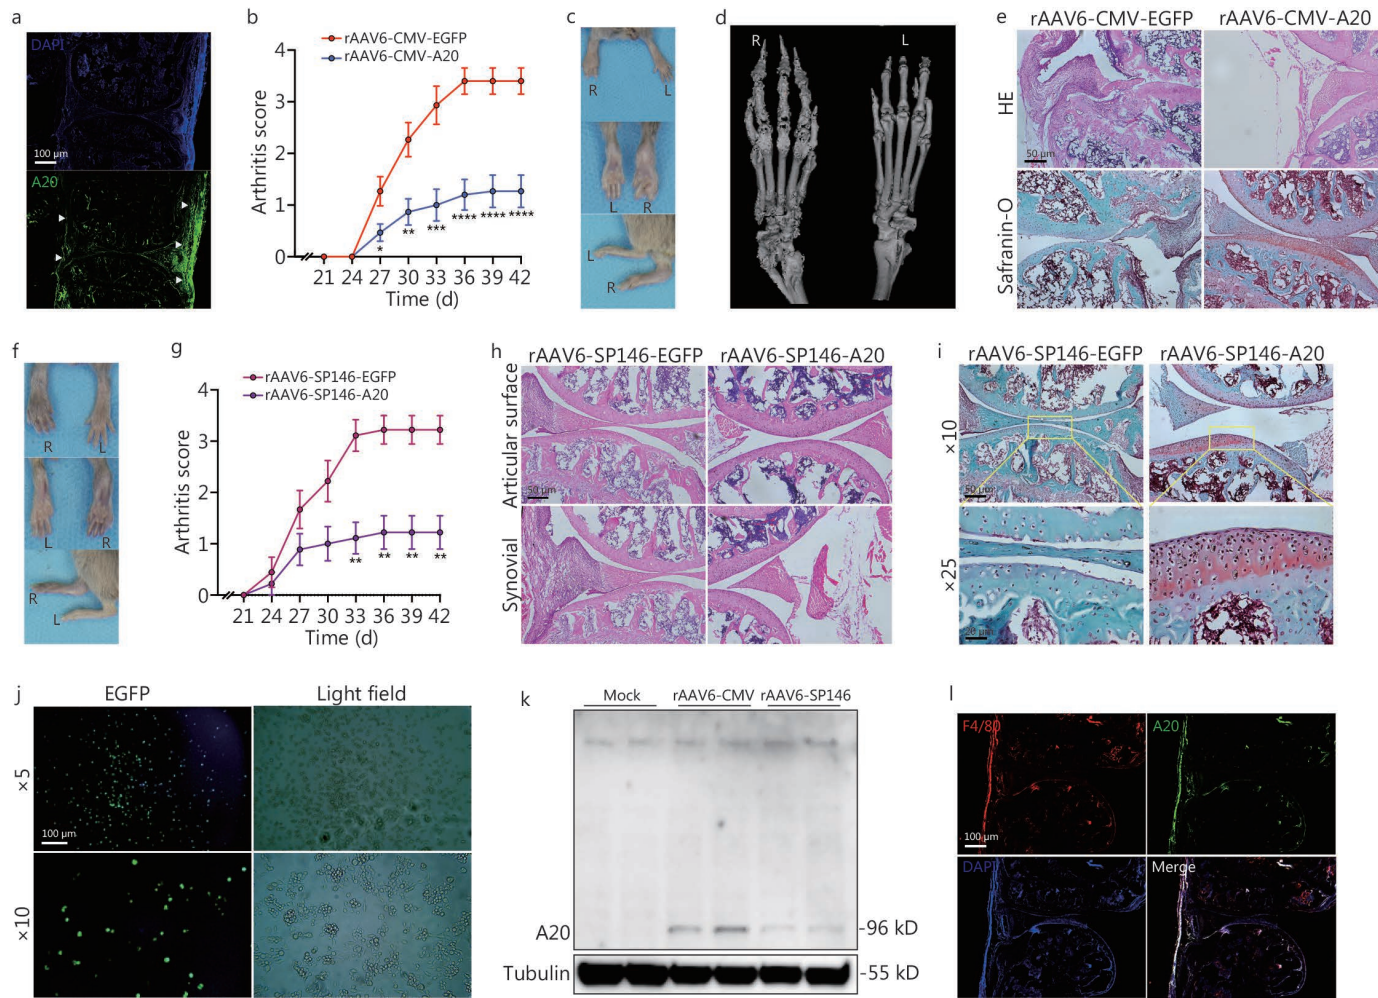 a
DAPI
100 μm
A20
b
rAAV6-CMV-EGFP
rAAV6-CMV-A20
Arthritis score
4
3
2
1
0
* ** *** **** **** ****
21 24 27 30 33 36 39 42
Time (d)
c
R L
L R
L
R
d
R L
e
rAAV6-CMV-EGFP rAAV6-CMV-A20
HE
50 μm
Safranin-O
f
R L
L R
R
L
g
rAAV6-SP146-EGFP
rAAV6-SP146-A20
Arthritis score
4
3
2
1
0
** ** ** **
21 24 27 30 33 36 39 42
Time (d)
h
rAAV6-SP146-EGFP rAAV6-SP146-A20
Articular surface
50 μm
Synovial
i
rAAV6-SP146-EGFP rAAV6-SP146-A20
×10
50 μm
×25
20 μm
j
EGFP Light field
×5
100 μm
×10
k
Mock rAAV6-CMV rAAV6-SP146
A20 -96 kD
Tubulin -55 kD
l
F4/80 A20
100 μm
DAPI Merge